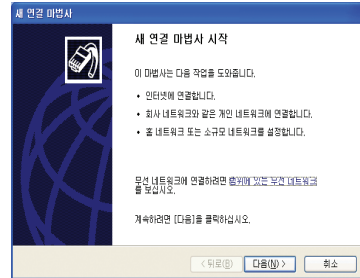 새 연결 마법사
새 연결 마법사 시작
이 마법사는 다음 작업을 도와줍니다.
• 인터넷에 연결합니다.
• 회사 네트워크와 같은 개인 네트워크에 연결합니다.
• 홈 네트워크 또는 소규모 네트워크를 설정합니다.
무선 네트워크에 연결하려면 범위에 있는 무선 네트워크
를 보십시오.
계속하려면 [다음]을 클릭하십시오.
< 뒤로(B)
다음(N) >
취소